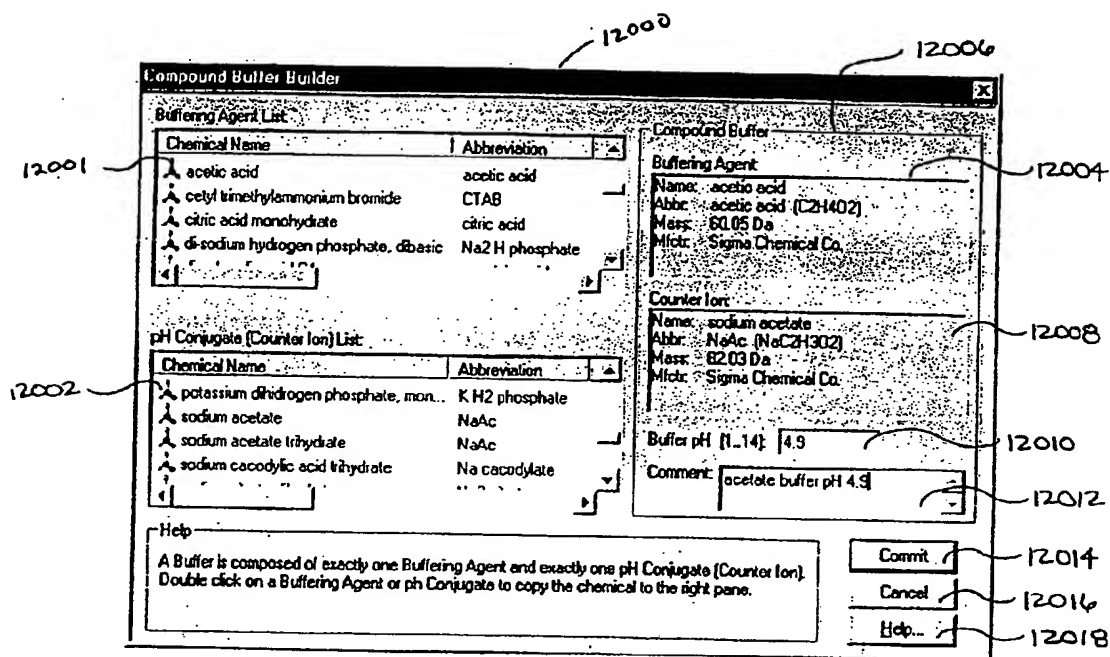 12000
12006
Compound Buffer Builder
Buffering Agent List:
Chemical Name Abbreviation
12001
acetic acid acetic acid
cetyl trimethylammonium bromide CTAB
citric acid monohydrate citric acid
di-sodium hydrogen phosphate, dibasic Na2 H phosphate
pH Conjugate (Counter Ion) List:
Chemical Name Abbreviation
12002
potassium dihidrogen phosphate, mon... K H2 phosphate
sodium acetate NaAc
sodium acetate trihydrate NaAc
sodium cacodylic acid trihydrate Na cacodylate
Compound Buffer
Buffering Agent:
12004
Name: acetic acid
Abbr: acetic acid (C2H4O2)
Mass: 60.05 Da
Mfctr: Sigma Chemical Co.
Counter Ion:
Name: sodium acetate
12008
Abbr: NaAc (NaC2H3O2)
Mass: 82.03 Da
Mfctr: Sigma Chemical Co.
Buffer pH (1..14): 4.9
12010
Comment: acetate buffer pH 4.9
12012
Help
A Buffer is composed of exactly one Buffering Agent and exactly one pH Conjugate (Counter Ion).
Double click on a Buffering Agent or ph Conjugate to copy the chemical to the right pane.
Commit
12014
Cancel
12016
Help...
12018